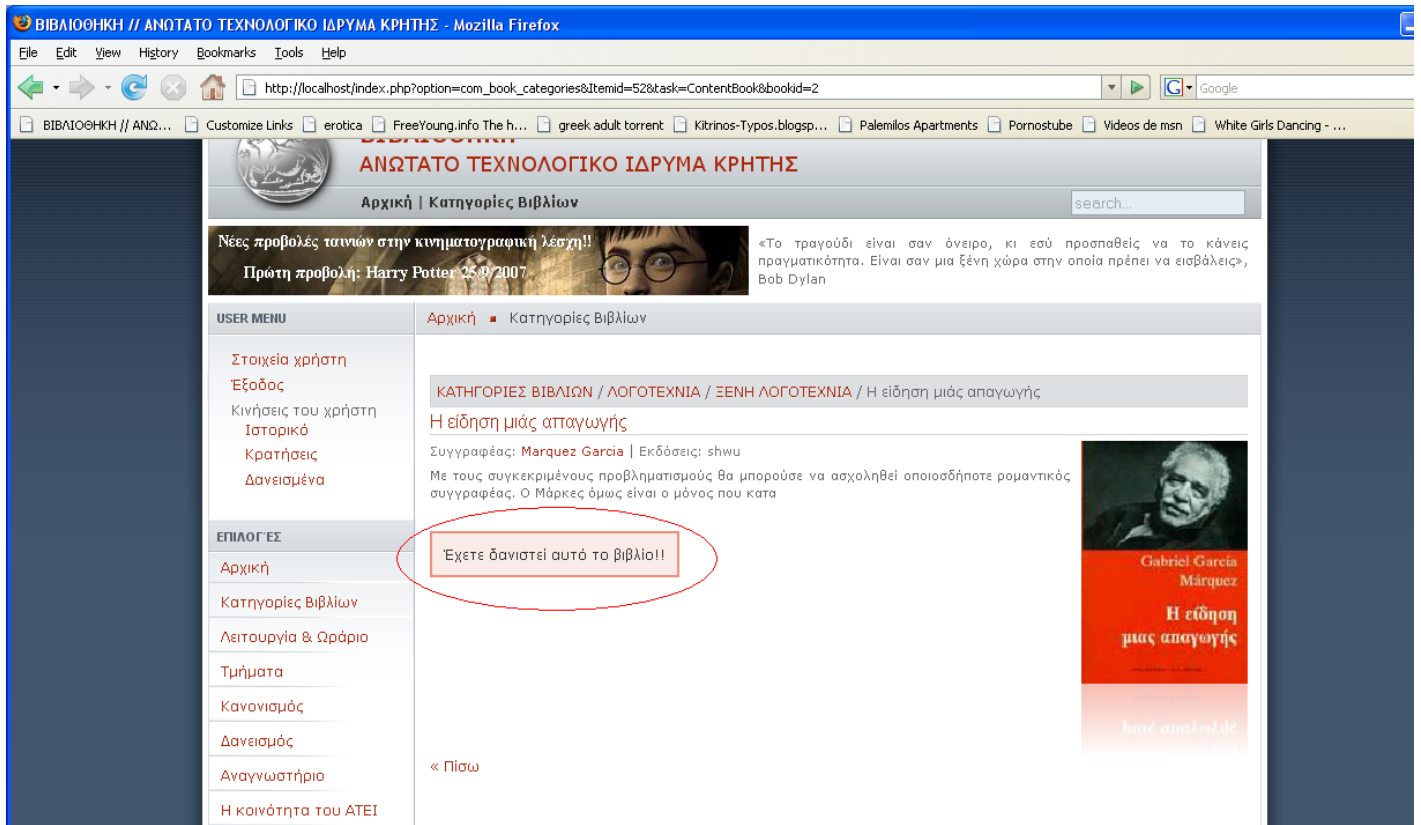 ΒΙΒΛΙΟΘΗΚΗ // ΑΝΩΤΑΤΟ ΤΕΧΝΟΛΟΓΙΚΟ ΙΔΡΥΜΑ ΚΡΗΤΗΣ - Mozilla Firefox
File Edit View History Bookmarks Tools Help
http://localhost/index.php?option=com_book_categories&Itemid=52&task=ContentBook&bookid=2
G Google
ΒΙΒΛΙΟΘΗΚΗ // ΑΝΩ... Customize Links erotica FreeYoung.info The h... greek adult torrent Kitrinos-Typos.blogsp... Palemilos Apartments Pornostube Videos de msn White Girls Dancing - ...
ΒΙΒΛΙΟΘΗΚΗ
ΑΝΩΤΑΤΟ ΤΕΧΝΟΛΟΓΙΚΟ ΙΔΡΥΜΑ ΚΡΗΤΗΣ
Αρχική | Κατηγορίες Βιβλίων
search...
Νέες προβολές ταινιών στην κινηματογραφική λέσχη!!
Πρώτη προβολή: Harry Potter 25/9/2007
«Το τραγούδι είναι σαν όνειρο, κι εσύ προσπαθείς να το κάνεις
πραγματικότητα. Είναι σαν μια ξένη χώρα στην οποία πρέπει να εισβάλεις»,
Bob Dylan
USER MENU
Στοιχεία χρήστη
Έξοδος
Κινήσεις του χρήστη
Ιστορικό
Κρατήσεις
Δανεισμένα
ΕΠΙΛΟΓΈΣ
Αρχική
Κατηγορίες Βιβλίων
Λειτουργία & Ωράριο
Τμήματα
Κανονισμός
Δανεισμός
Αναγνωστήριο
Η κοινότητα του ΑΤΕΙ
Αρχική Κατηγορίες Βιβλίων
ΚΑΤΗΓΟΡΙΕΣ ΒΙΒΛΙΩΝ / ΛΟΓΟΤΕΧΝΙΑ / ΞΕΝΗ ΛΟΓΟΤΕΧΝΙΑ / Η είδηση μιάς απαγωγής
Η είδηση μιάς απαγωγής
Συγγραφέας: Marquez Garcia | Εκδόσεις: shwu
Με τους συγκεκριμένους προβληματισμούς θα μπορούσε να ασχοληθεί οποιοσδήποτε ρομαντικός
συγγραφέας. Ο Μάρκες όμως είναι ο μόνος που κατα
Έχετε δανιστεί αυτό το βιβλίο!!
Gabriel García
Márquez
Η είδηση
μιας απαγωγής
« Πίσω